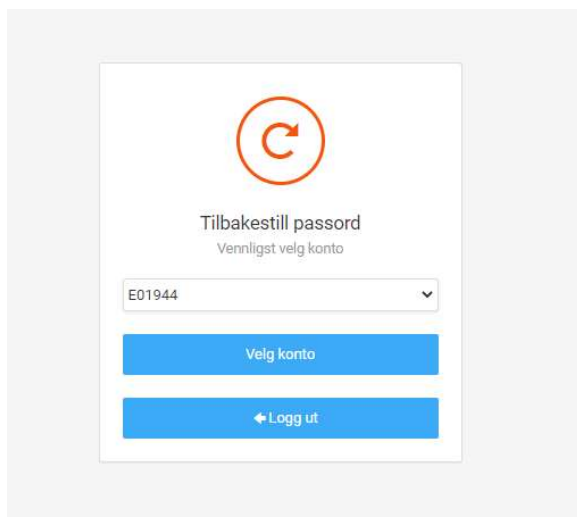 Tilbakestill passord
Vennligst velg konto
E01944
Velg konto
Logg ut